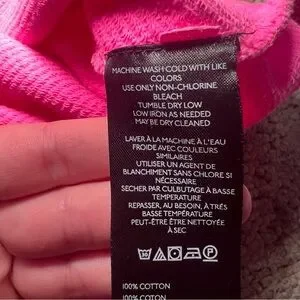 MACHINE WASH COLD WITH LIKE
COLORS
USE ONLY NON-CHLORINE
BLEACH
TUMBLE DRY LOW
LOW IRON AS NEEDED
MAY BE DRY CLEANED
LAVER À LA MACHINE À L'EAU
FROIDE AVEC COULEURS
SIMILAIRES
UTILISER UN AGENT DE
BLANCHIMENT SANS CHLORE SI
NÉCESSAIRE
SECHER PAR CULBUTAGE À BASSE
TEMPERATURE
REPASSER, AU BESOIN, À TRÈS
BASSE TEMPÉRATURE
PEUT-ÊTRE ÊTRE NETTOYÉ
À SEC
30 P
100% COTTON
100% COTON